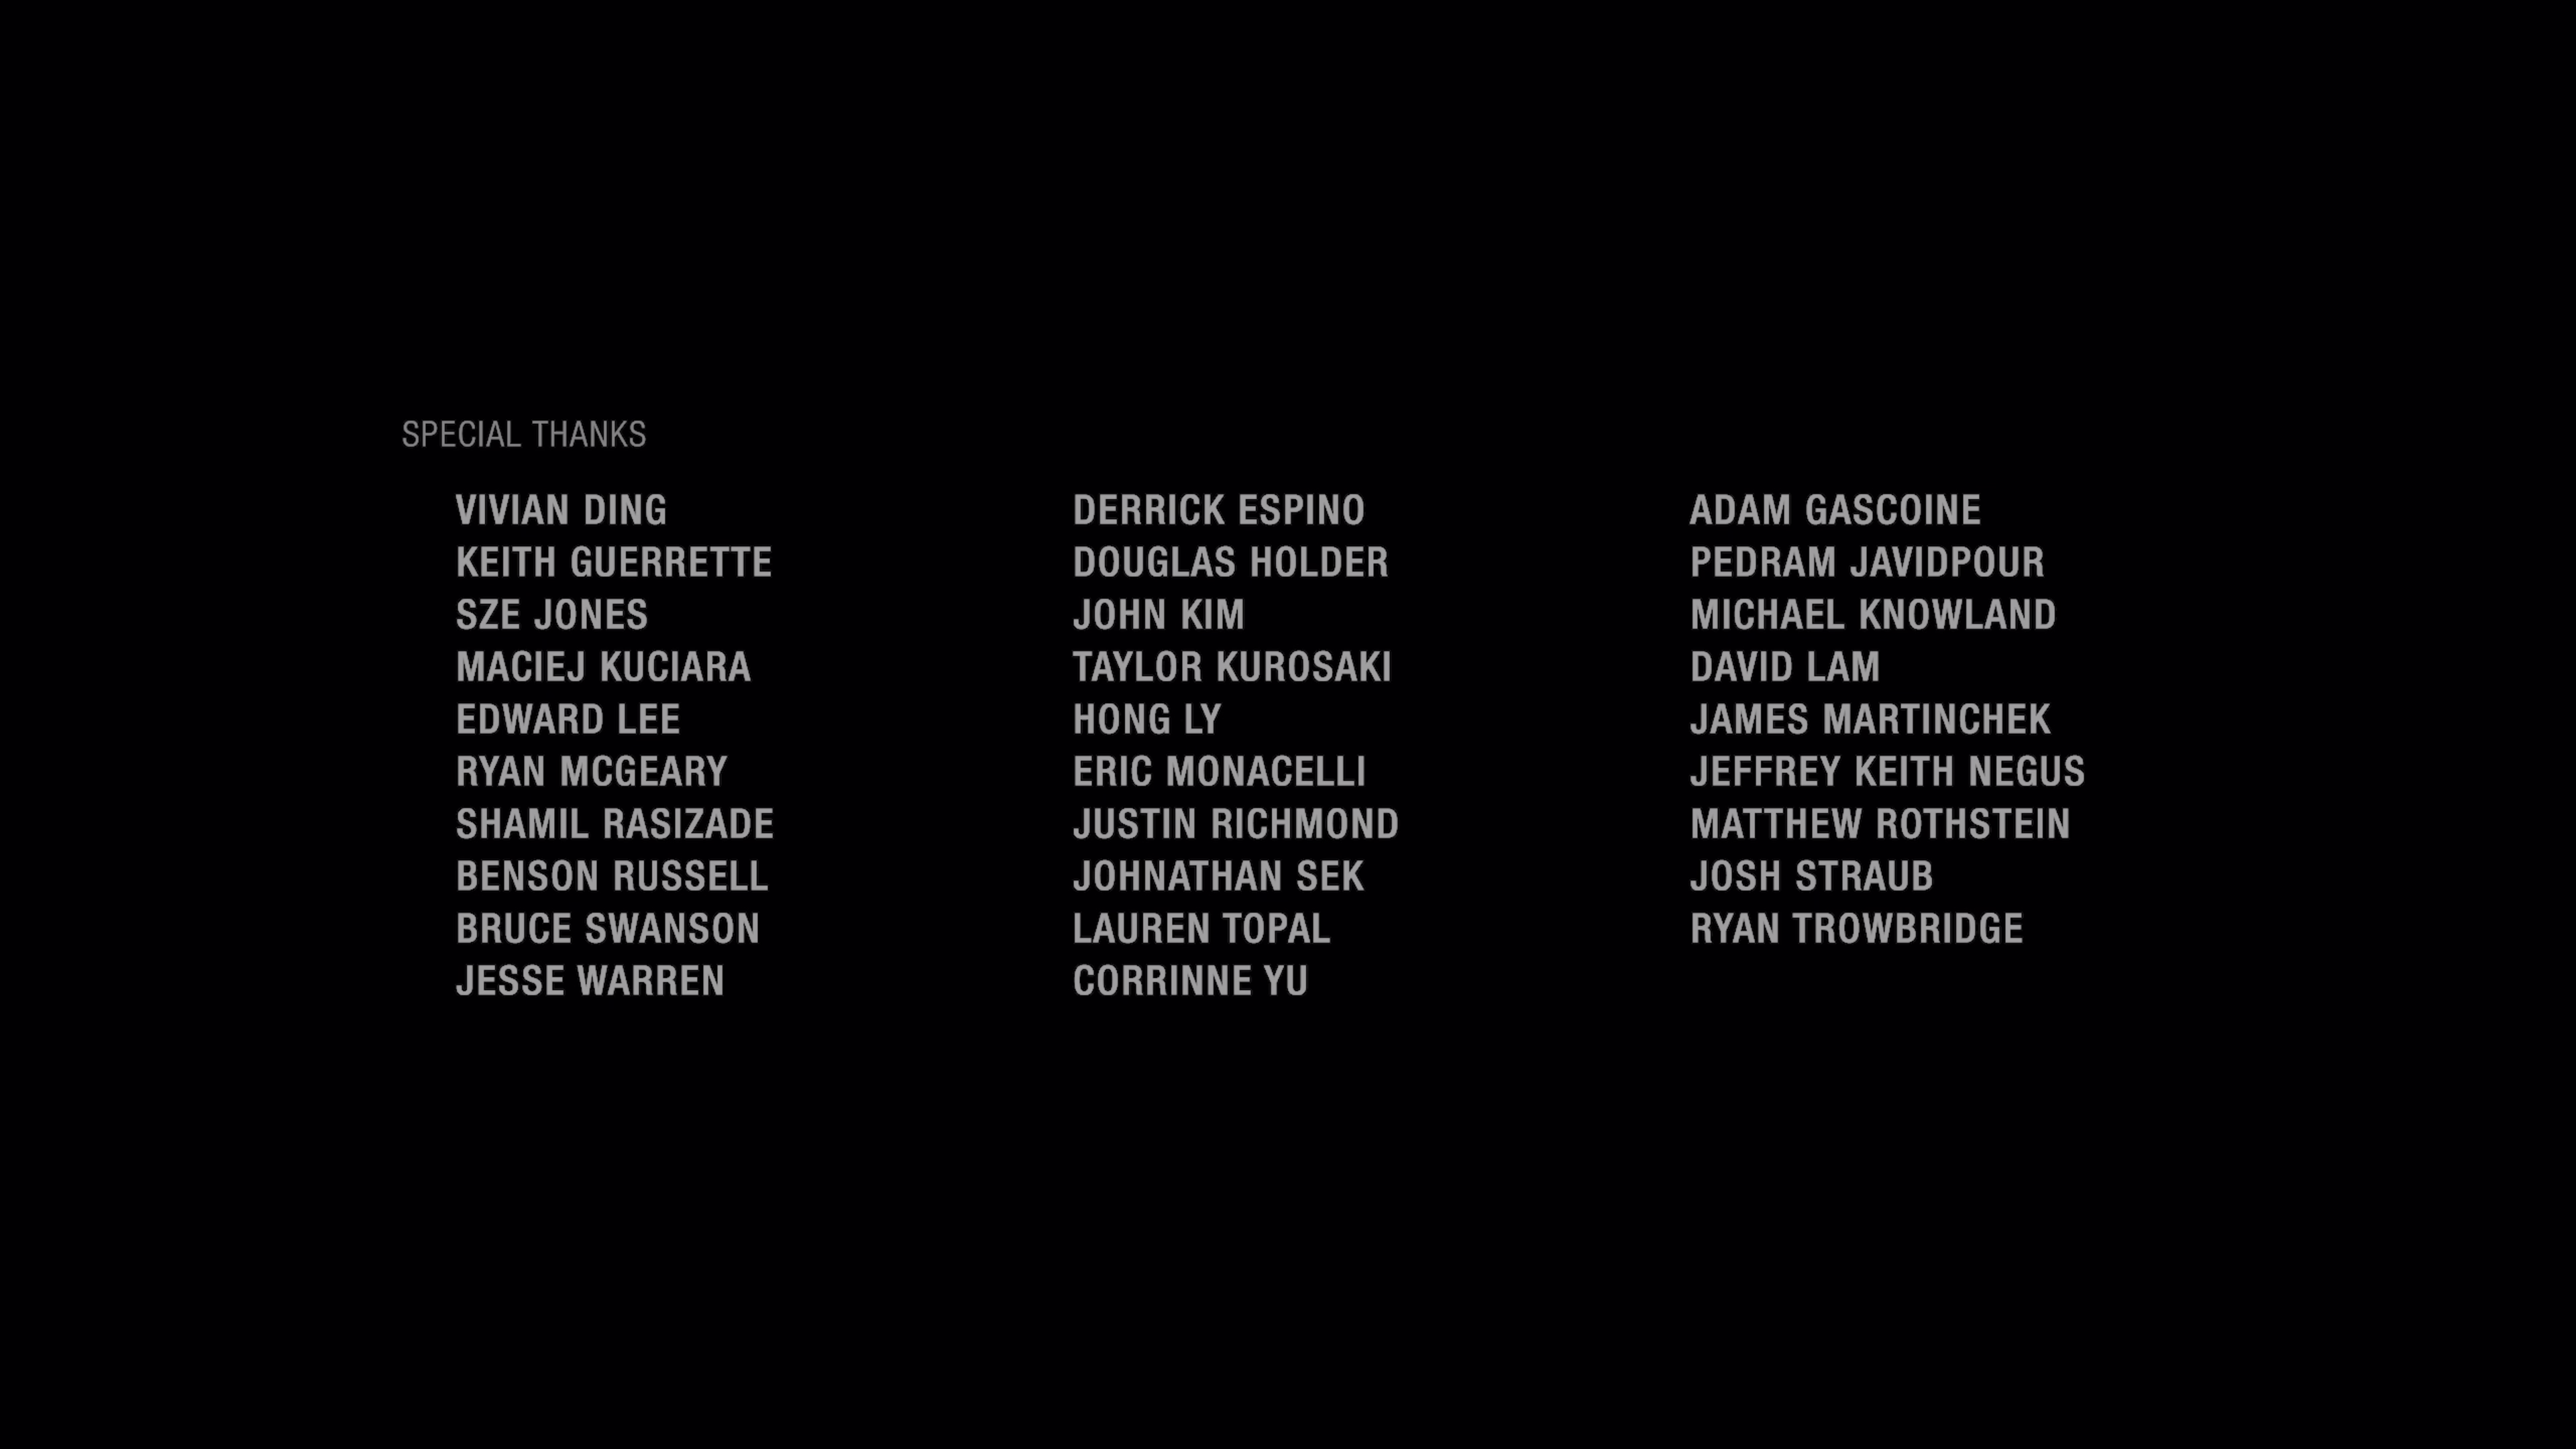 SPECIAL THANKS
VIVIAN DING
KEITH GUERRETTE
SZE JONES
MACIEJ KUCIARA
EDWARD LEE
RYAN MCGEARY
SHAMIL RASIZADE
BENSON RUSSELL
BRUCE SWANSON
JESSE WARREN
DERRICK ESPINO
DOUGLAS HOLDER
JOHN KIM
TAYLOR KUROSAKI
HONG LY
ERIC MONACELLI
JUSTIN RICHMOND
JOHNATHAN SEK
LAUREN TOPAL
CORRINNE YU
ADAM GASCOINE
PEDRAM JAVIDPOUR
MICHAEL KNOWLAND
DAVID LAM
JAMES MARTINCHEK
JEFFREY KEITH NEGUS
MATTHEW ROTHSTEIN
JOSH STRAUB
RYAN TROWBRIDGE